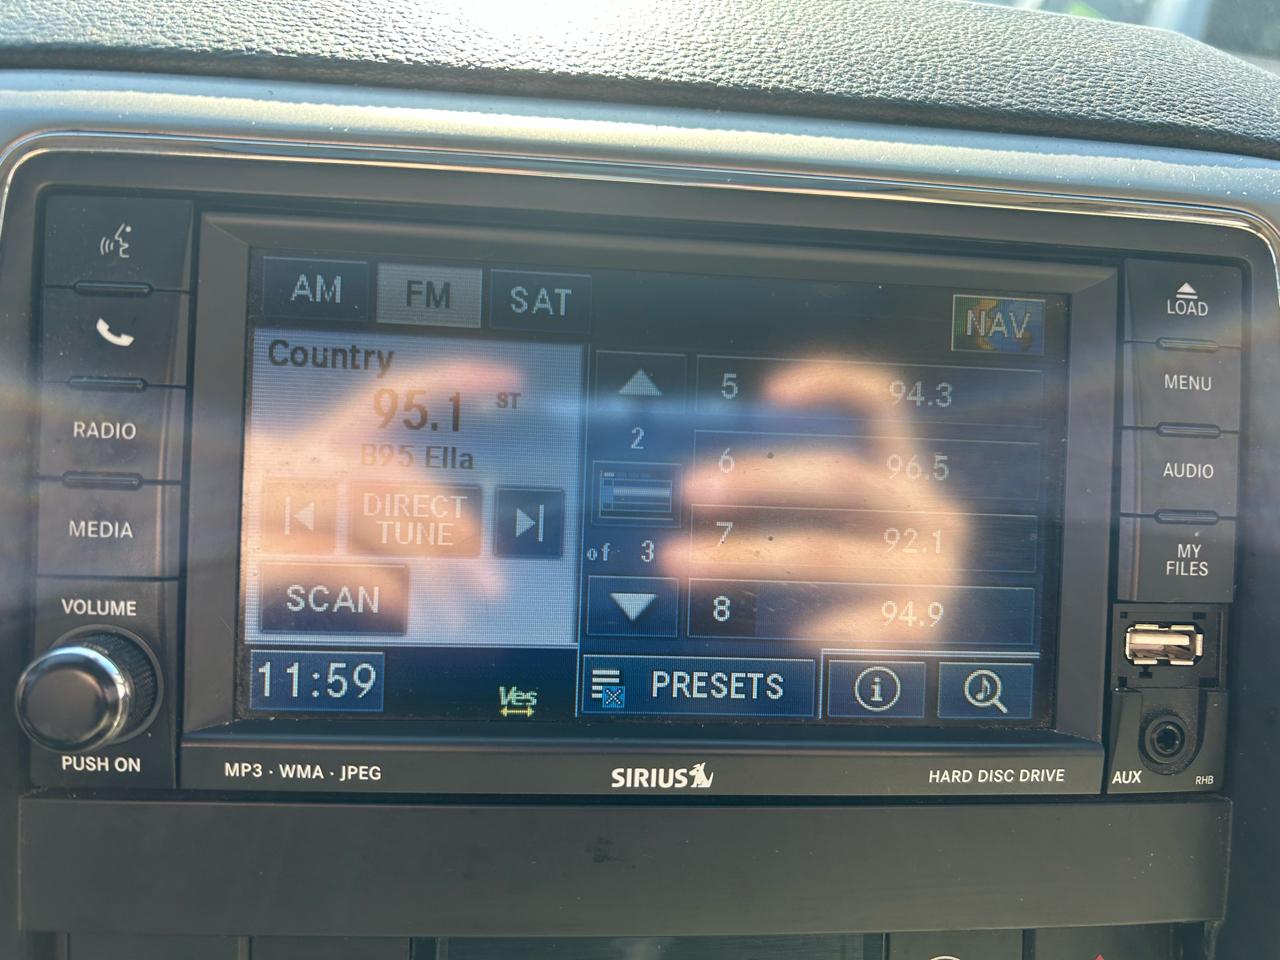 AM
FM
SAT
NAV
Country
95.1 ST
B95 Ella
DIRECT
TUNE
SCAN
2
of 3
5 94.3
6 96.5
7 92.1
8 94.9
11:59
Ves
PRESETS
i
RADIO
MEDIA
VOLUME
PUSH ON
LOAD
MENU
AUDIO
MY
FILES
AUX
RHB
MP3 · WMA · JPEG
SIRIUS
HARD DISC DRIVE